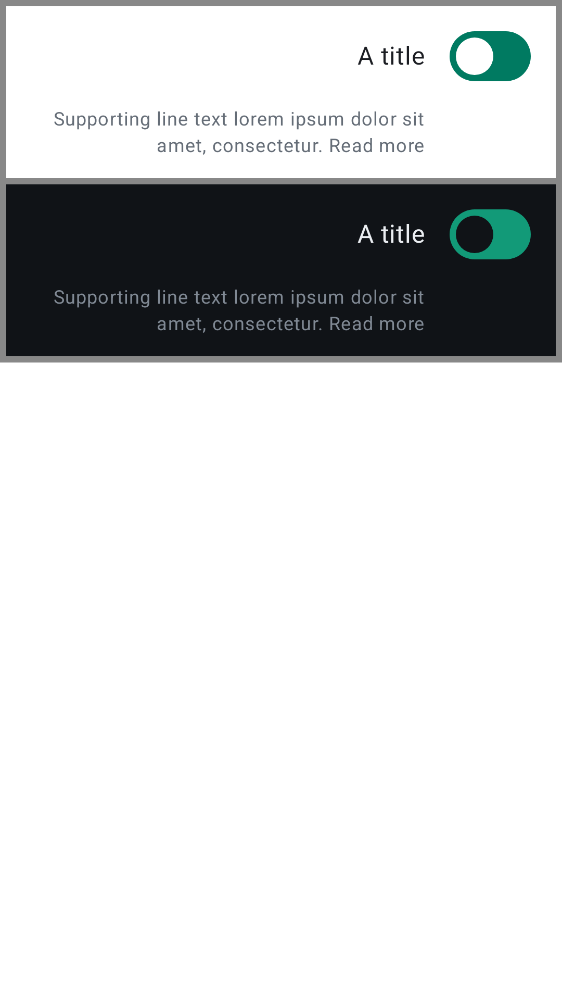 A title
Supporting line text lorem ipsum dolor sit
amet, consectetur. Read more
A title
Supporting line text lorem ipsum dolor sit
amet, consectetur. Read more